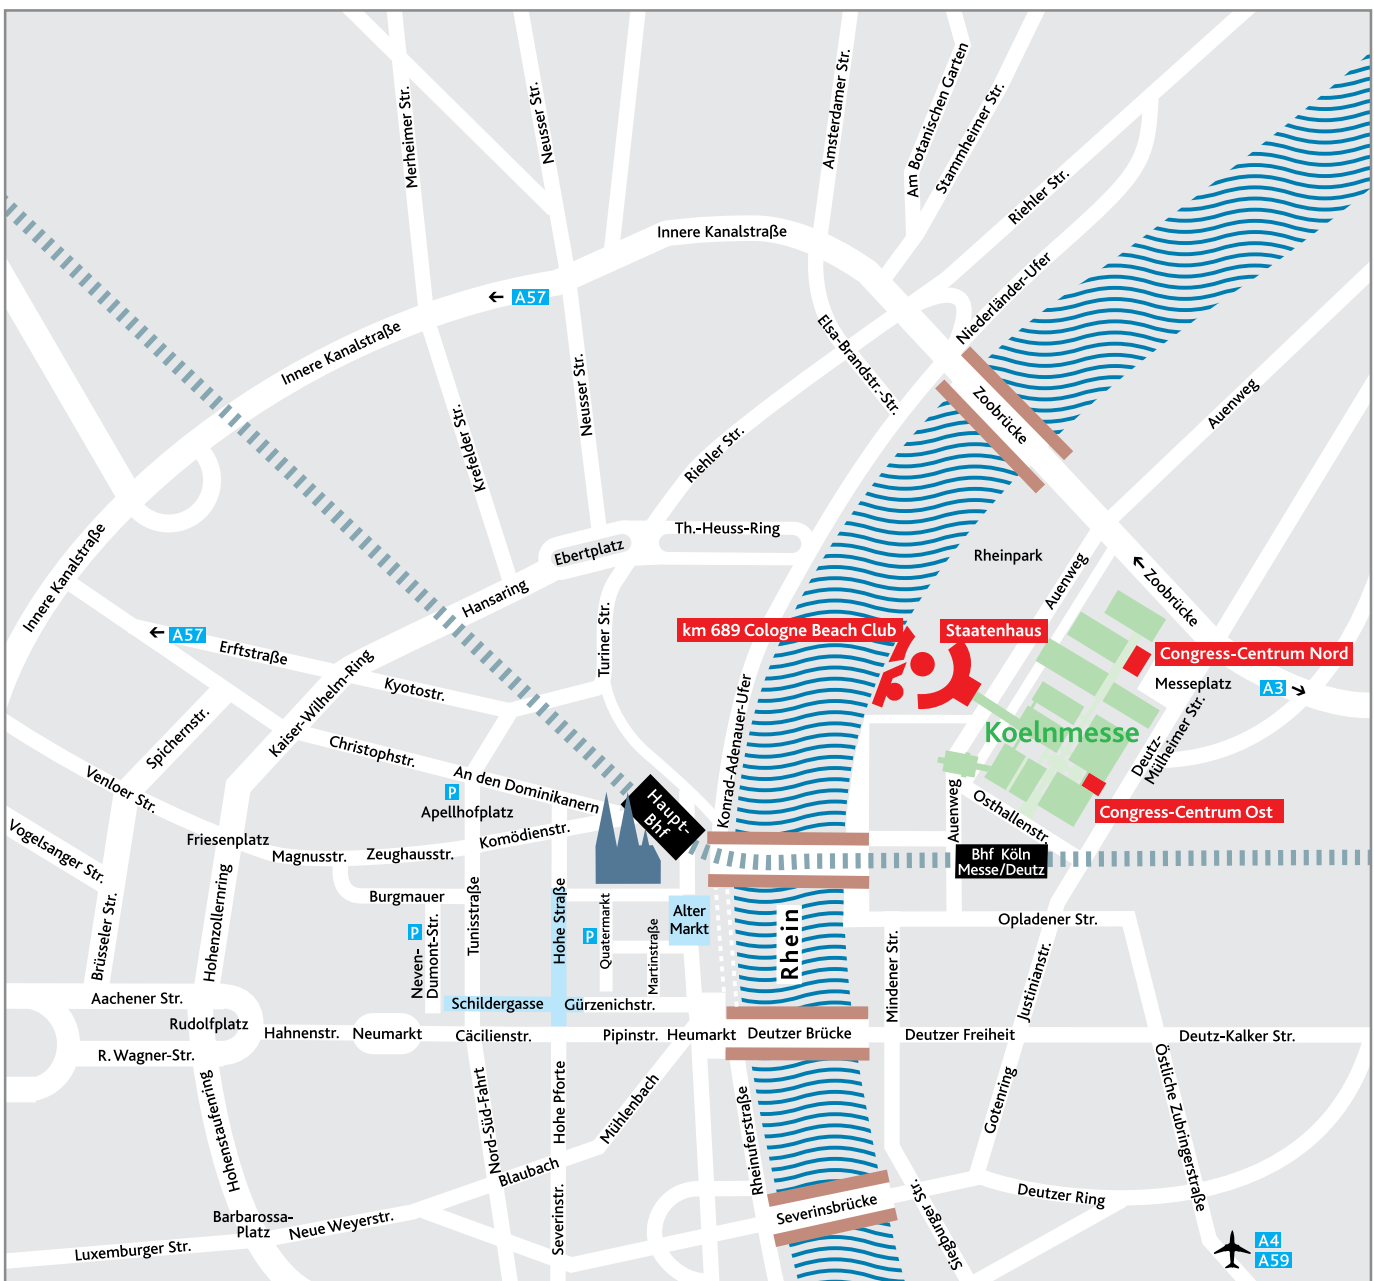 Merheimer Str.
Neusser Str.
Amsterdamer Str.
Am Botanischen Garten
Stammheimer Str.
Riehler Str.
Innere Kanalstraße
Niederländer-Ufer
A57
Innere Kanalstraße
Elsa-Brandstr.-Str.
Neusser Str.
Krefelder Str.
Zoobrücke
Auenweg
Riehler Str.
Innere Kanalstraße
Th.-Heuss-Ring
Ebertplatz
Rheinpark
Auenweg
Zoobrücke
Hansaring
A57
Erftstraße
Turiner Str.
km 689 Cologne Beach Club
Staatenhaus
Congress-Centrum Nord
Messeplatz
A3
Kyotostr.
Kaiser-Wilhelm-Ring
Konrad-Adenauer-Ufer
Koelnmesse
Deutz-
Mülheimer Str.
Spichernstr.
Christophstr.
Venloer Str.
An den Dominikanern
P
Apellhofplatz
Haupt-
Bhf
Auenweg
Osthallenstr.
Congress-Centrum Ost
Vogelsanger Str.
Friesenplatz
Komödienstr.
Magnusstr.
Zeughausstr.
Bhf Köln
Messe/Deutz
Burgmauer
Brüsseler Str.
Hohenzollernring
P
Neven-
Dumont-Str.
Tunisstraße
Hohe Straße
P
Quatermarkt
Martinstraße
Alter
Markt
Rhein
Mindener Str.
Opladener Str.
Justinianstr.
Aachener Str.
Schildergasse
Gürzenichstr.
Rudolfplatz
Hahnenstr.
Neumarkt
Cäcilienstr.
Pipinstr.
Heumarkt
Deutzer Brücke
Deutzer Freiheit
Deutz-Kalker Str.
R. Wagner-Str.
Hohenstaufenring
Nord-Süd-Fahrt
Hohe Pforte
Mühlenbach
Rheinuferstraße
Gotenring
Östliche Zubringerstraße
Blaubach
Severinstr.
Severinsbrücke
Siegburger Str.
Deutzer Ring
Barbarossa-
Platz
Neue Weyerstr.
Luxemburger Str.
A4
A59